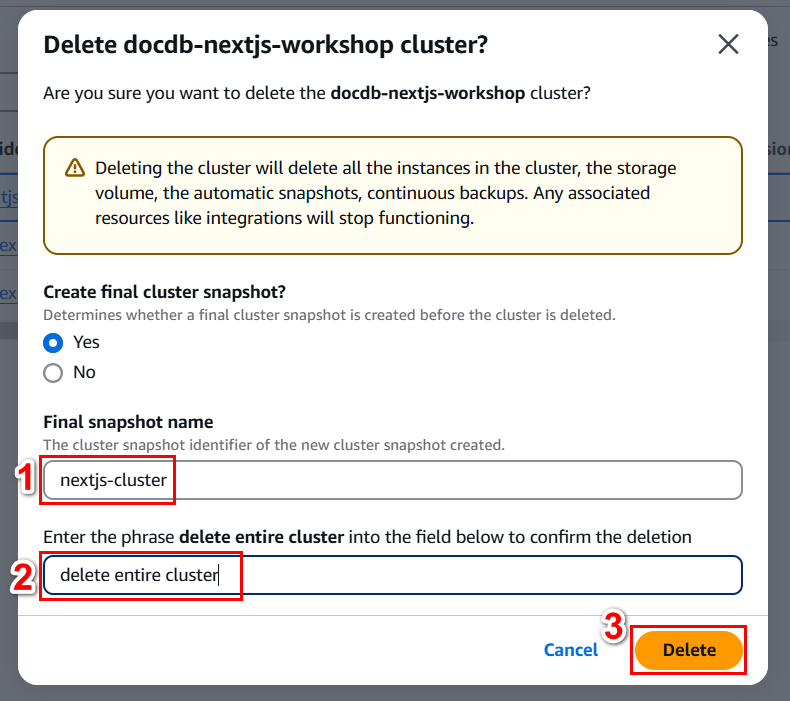 Delete docdb-nextjs-workshop cluster?
Are you sure you want to delete the docdb-nextjs-workshop cluster?
Deleting the cluster will delete all the instances in the cluster, the storage
volume, the automatic snapshots, continuous backups. Any associated
resources like integrations will stop functioning.
Create final cluster snapshot?
Determines whether a final cluster snapshot is created before the cluster is deleted.
Yes
No
Final snapshot name
The cluster snapshot identifier of the new cluster snapshot created.
1 nextjs-cluster
Enter the phrase delete entire cluster into the field below to confirm the deletion
2 delete entire cluster
3
Cancel Delete